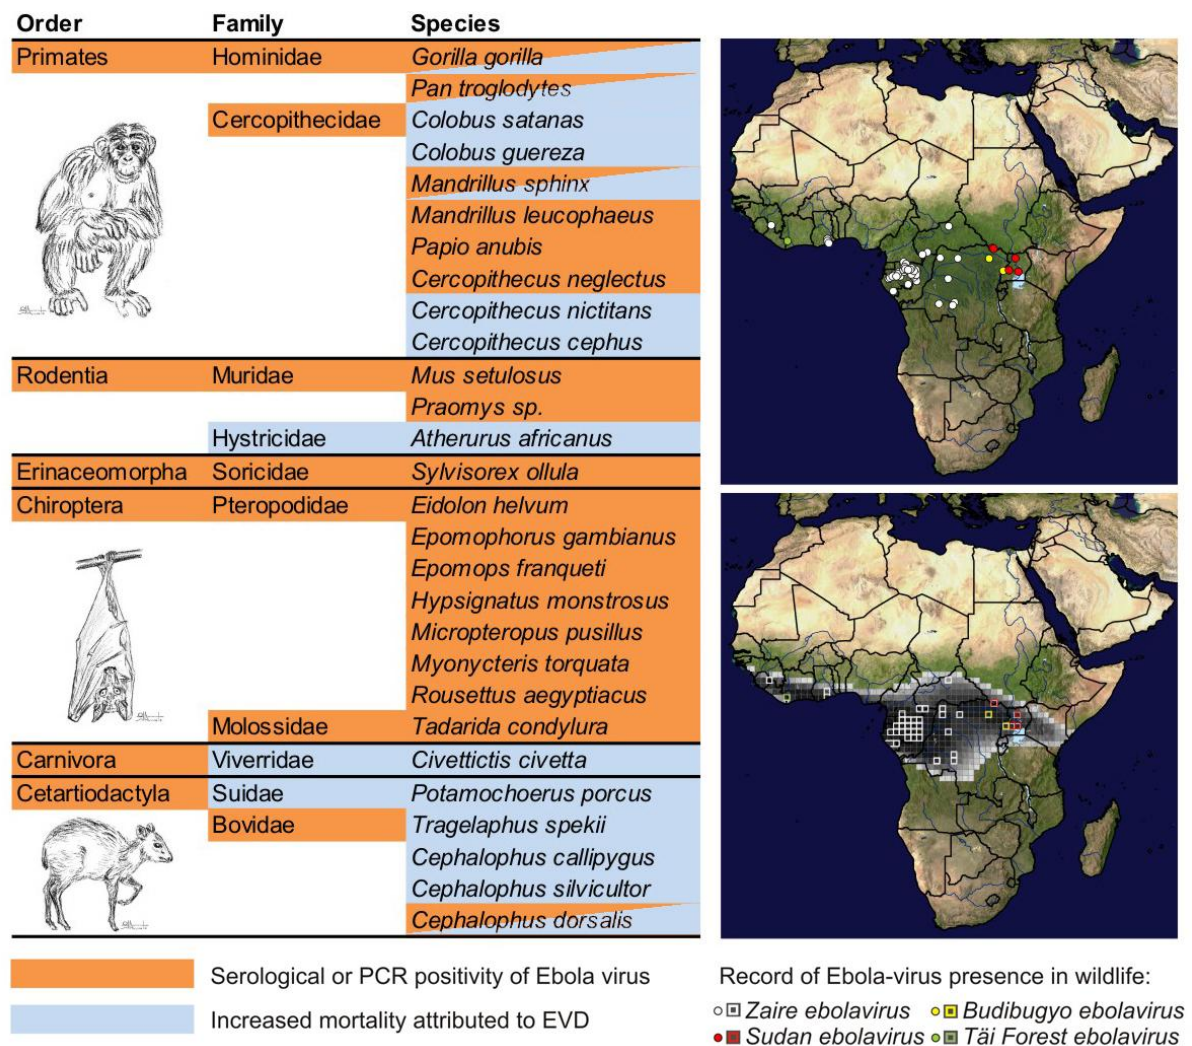 Order Family Species
Primates Hominidae Gorilla gorilla
Pan troglodytes
Cercopithecidae Colobus satanas
Colobus guereza
Mandrillus sphinx
Mandrillus leucophaeus
Papio anubis
Cercopithecus neglectus
Cercopithecus nictitans
Cercopithecus cephus
Rodentia Muridae Mus setulosus
Praomys sp.
Hystricidae Atherurus africanus
Erinaceomorpha Soricidae Sylvisorex ollula
Chiroptera Pteropodidae Eidolon helvum
Epomophorus gambianus
Epomops franqueti
Hypsignatus monstrosus
Micropteropus pusillus
Myonycteris torquata
Rousettus aegyptiacus
Molossidae Tadarida condylura
Carnivora Viverridae Civettictis civetta
Cetartiodactyla Suidae Potamochoerus porcus
Bovidae Tragelaphus spekii
Cephalophus callipygus
Cephalophus silvicultor
Cephalophus dorsalis
Serological or PCR positivity of Ebola virus
Increased mortality attributed to EVD
Record of Ebola-virus presence in wildlife:
Zaire ebolavirus Budibugyo ebolavirus
Sudan ebolavirus Täi Forest ebolavirus